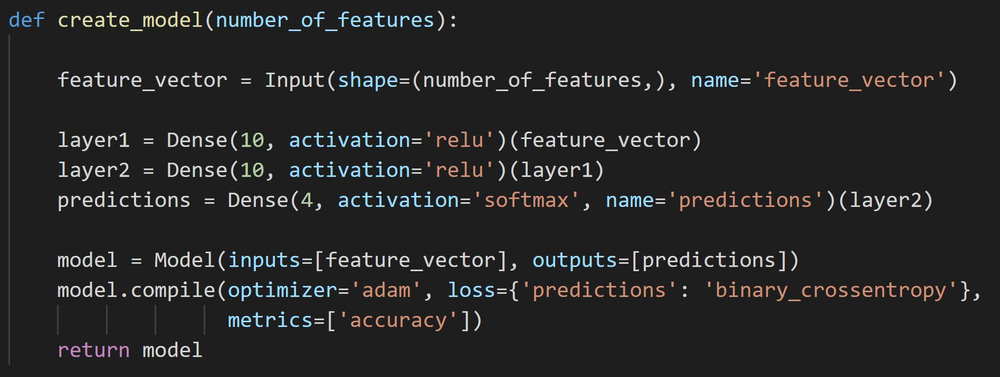 def create_model(number_of_features):
feature_vector = Input(shape=(number_of_features,), name='feature_vector')
layer1 = Dense(10, activation='relu')(feature_vector)
layer2 = Dense(10, activation='relu')(layer1)
predictions = Dense(4, activation='softmax', name='predictions')(layer2)
model = Model(inputs=[feature_vector], outputs=[predictions])
model.compile(optimizer='adam', loss={'predictions': 'binary_crossentropy'},
metrics=['accuracy'])
return model